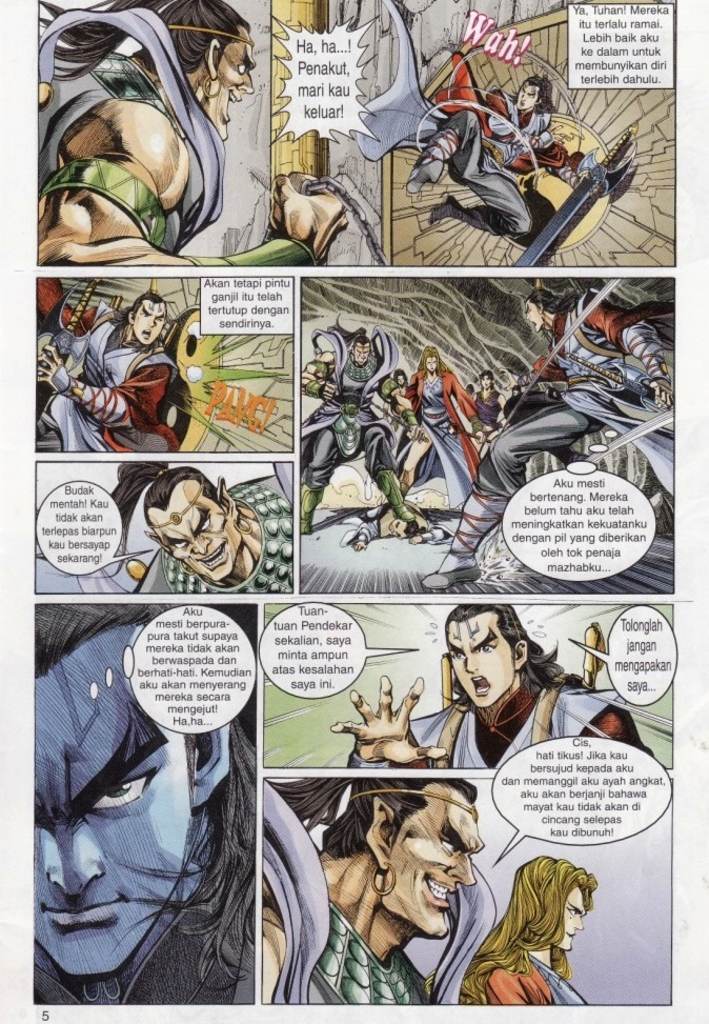 Ha, ha...!
Penakut,
mari kau
keluar!
Wah!
Ya, Tuhan! Mereka
itu terlalu ramai.
Lebih baik aku
ke dalam untuk
membunyikan diri
terlebih dahulu.
Akan tetapi pintu
ganjil itu telah
tertutup dengan
sendirinya.
PANG!
Budak
mentah! Kau
tidak akan
terlepas biarpun
kau bersayap
sekarang!
Aku mesti
bertenang. Mereka
belum tahu aku telah
meningkatkan kekuatanku
dengan pil yang diberikan
oleh tok penaja
mazhabku...
Aku
mesti berpura-
pura takut supaya
mereka tidak akan
berwaspada dan
berhati-hati. Kemudian
aku akan menyerang
mereka secara
mengejut!
Ha,ha...
Tuan-
tuan Pendekar
sekalian, saya
minta ampun
atas kesalahan
saya ini.
Tolonglah
jangan
mengapakan
saya...
Cis,
hati tikus! Jika kau
bersujud kepada aku
dan memanggil aku ayah angkat,
aku akan berjanji bahawa
mayat kau tidak akan di
cincang selepas
kau dibunuh!
5